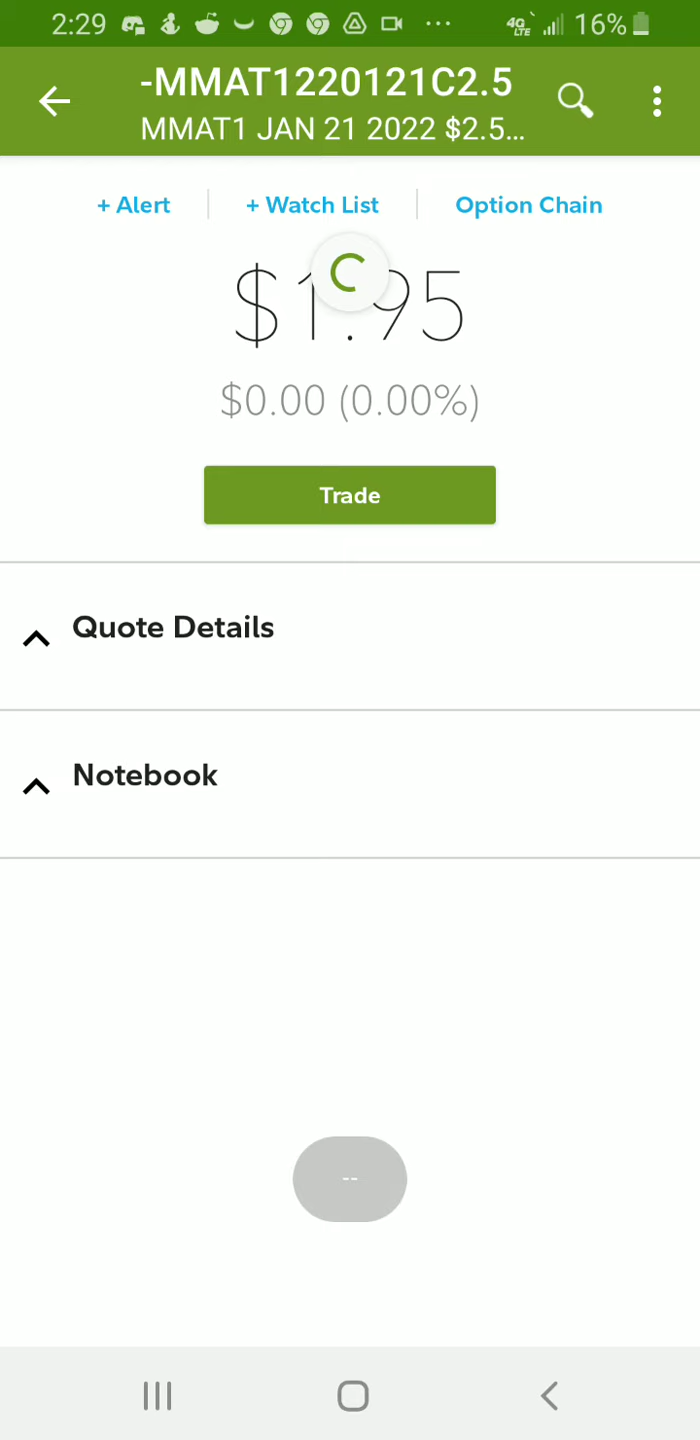 2:29 4G LTE 16%
-MMAT1220121C2.5
MMAT1 JAN 21 2022 $2.5...
+ Alert + Watch List Option Chain
$1.95
$0.00 (0.00%)
Trade
Quote Details
Notebook
--